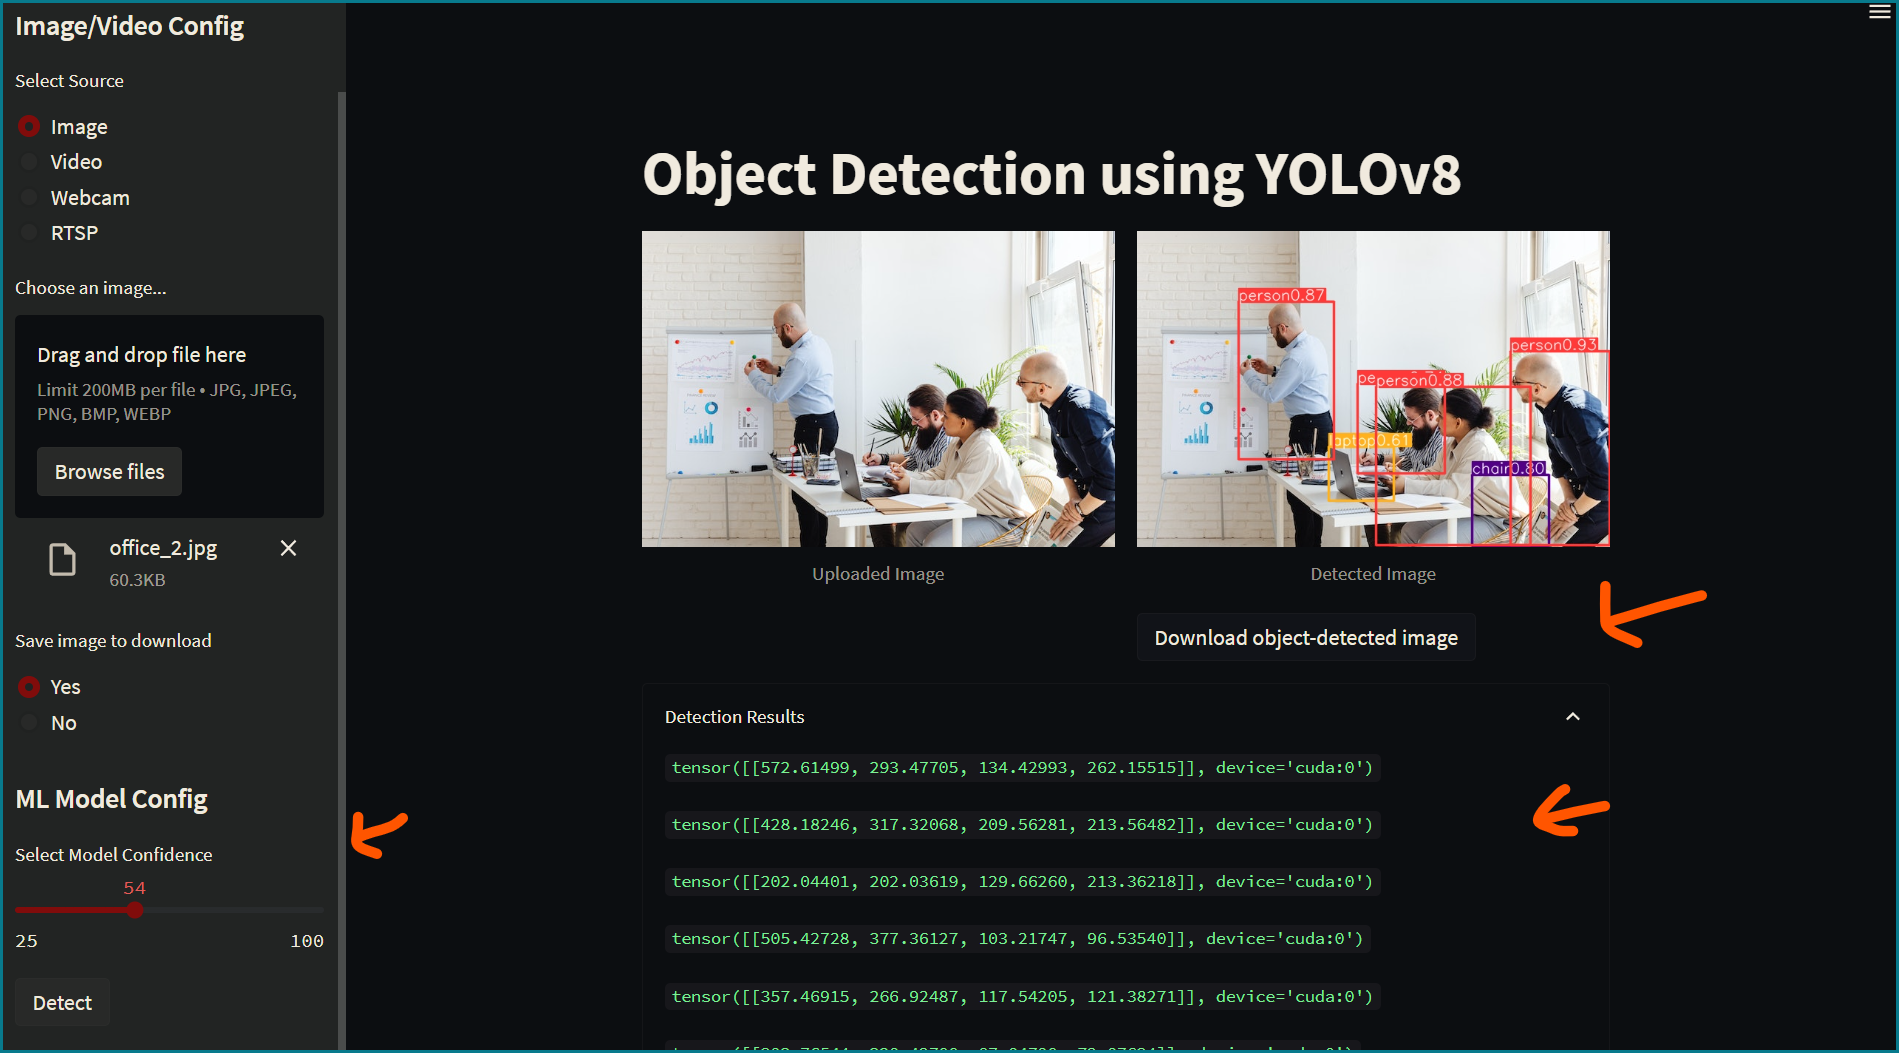 Image/Video Config
Select Source
Image
Video
Webcam
RTSP
Choose an image...
Drag and drop file here
Limit 200MB per file • JPG, JPEG,
PNG, BMP, WEBP
Browse files
office_2.jpg
60.3KB
Save image to download
Yes
No
ML Model Config
Select Model Confidence
54
25
100
Detect
Object Detection using YOLOv8
person0.87
person0.93
person0.88
laptop0.61
chair0.80
Uploaded Image
Detected Image
Download object-detected image
Detection Results
tensor([[572.61499, 293.47705, 134.42993, 262.15515]], device='cuda:0')
tensor([[428.18246, 317.32068, 209.56281, 213.56482]], device='cuda:0')
tensor([[202.04401, 202.03619, 129.66260, 213.36218]], device='cuda:0')
tensor([[505.42728, 377.36127, 103.21747, 96.53540]], device='cuda:0')
tensor([[357.46915, 266.92487, 117.54205, 121.38271]], device='cuda:0')